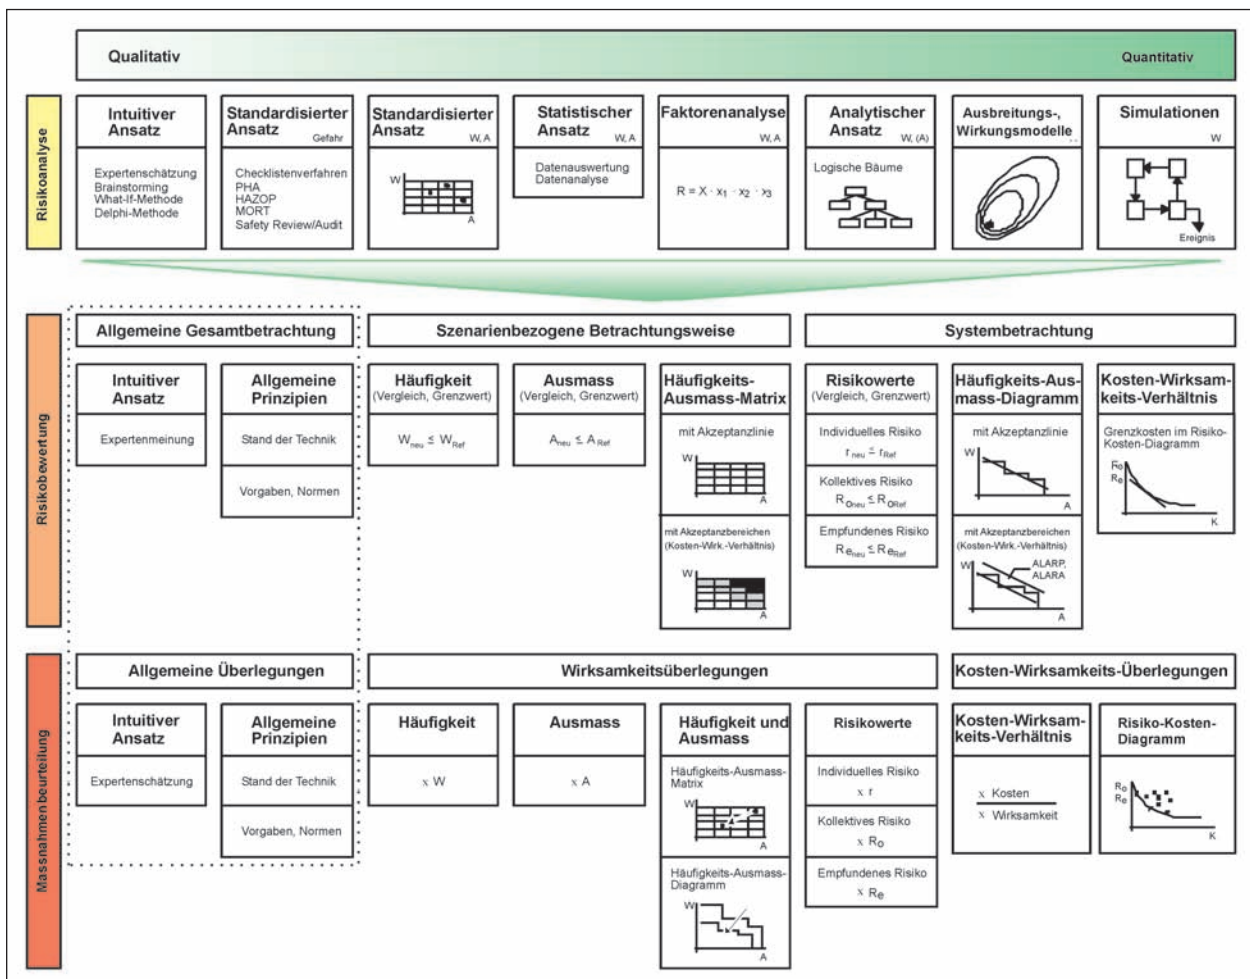 Qualitativ
Quantitativ
Risikoanalyse
Intuitiver
Ansatz
Expertenschätzung
Brainstorming
What-If-Methode
Delphi-Methode
Standardisierter
Ansatz
Gefahr
Checklistenverfahren
PHA
HAZOP
MORT
Safety Review/Audit
Standardisierter
Ansatz
W, A
W
A
Statistischer
Ansatz
W, A
Datenauswertung
Datenanalyse
Faktorenanalyse
W, A
R = X · x1 · x2 · x3
Analytischer
Ansatz
W, (A)
Logische Bäume
Ausbreitungs-,
Wirkungsmodelle
Simulationen
W
Ereignis
Risikobewertung
Allgemeine Gesamtbetrachtung
Szenarienbezogene Betrachtungsweise
Systembetrachtung
Intuitiver
Ansatz
Expertenmeinung
Allgemeine
Prinzipien
Stand der Technik
Vorgaben, Normen
Häufigkeit
(Vergleich, Grenzwert)
Wneu ≤ WRef
Ausmass
(Vergleich, Grenzwert)
Aneu ≤ ARef
Häufigkeits-
Ausmass-Matrix
mit Akzeptanzlinie
W
A
mit Akzeptanzbereichen
(Kosten-Wirk.-Verhältnis)
W
A
Risikowerte
(Vergleich, Grenzwert)
Individuelles Risiko
rneu ≤ rRef
Kollektives Risiko
Roneu ≤ RoRef
Empfundenes Risiko
Reneu ≤ ReRef
Häufigkeits-Aus-
mass-Diagramm
mit Akzeptanzlinie
W
A
mit Akzeptanzbereichen
(Kosten-Wirk.-Verhältnis)
W
ALARP,
ALARA
A
Kosten-Wirksam-
keits-Verhältnis
Grenzkosten im Risiko-
Kosten-Diagramm
Ro
Re
K
Massnahmenbeurteilung
Allgemeine Überlegungen
Wirksamkeitsüberlegungen
Kosten-Wirksamkeits-Überlegungen
Intuitiver
Ansatz
Expertenschätzung
Allgemeine
Prinzipien
Stand der Technik
Vorgaben, Normen
Häufigkeit
x W
Ausmass
x A
Häufigkeit und
Ausmass
Häufigkeits-Ausmass-
Matrix
W
A
Häufigkeits-Ausmass-
Diagramm
W
A
Risikowerte
Individuelles Risiko
x r
Kollektives Risiko
x Ro
Empfundenes Risiko
x Re
Kosten-Wirksam-
keits-Verhältnis
x Kosten
x Wirksamkeit
Risiko-Kosten-
Diagramm
Ro
Re
K